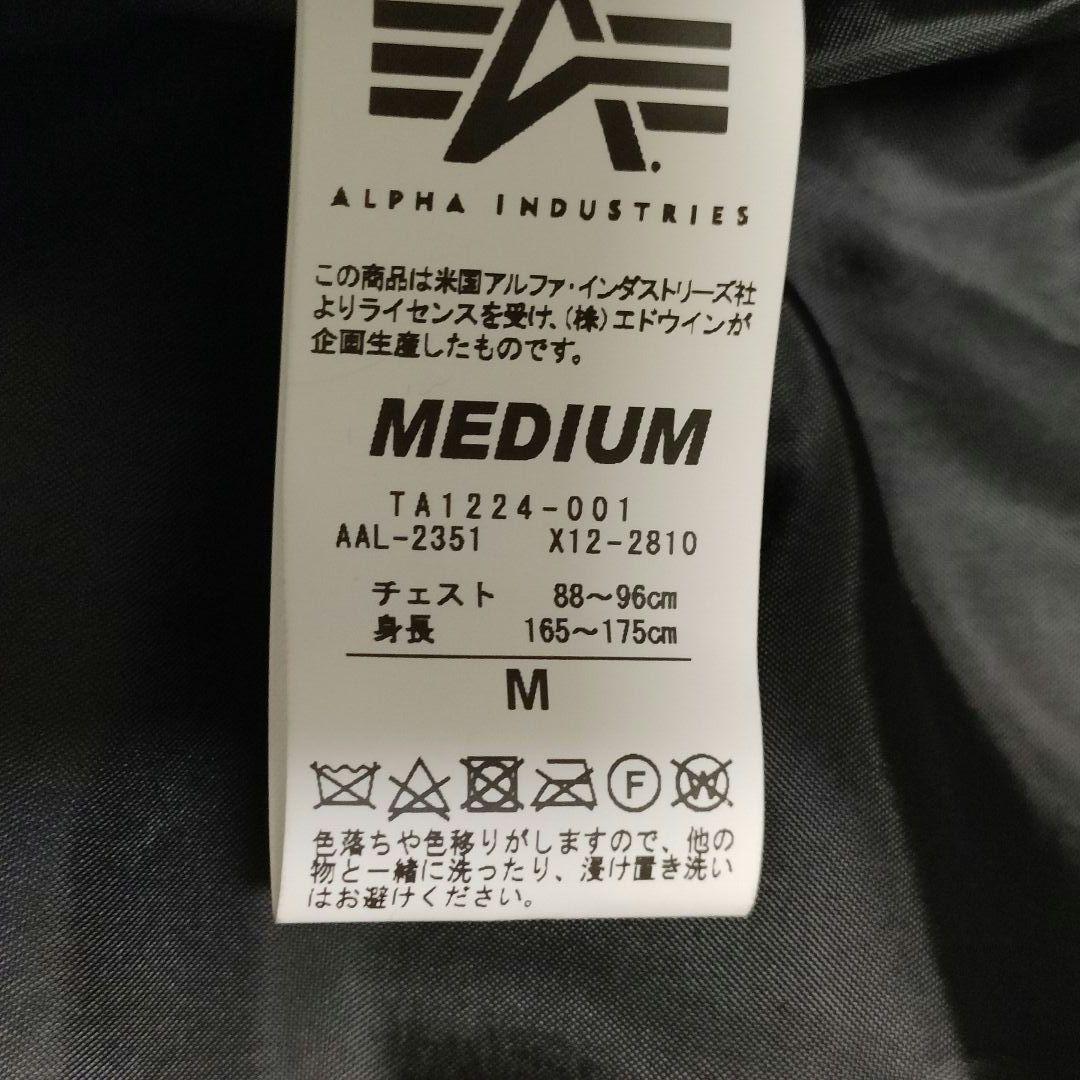 ALPHA INDUSTRIES
この商品は米国アルファ・インダストリーズ社
よりライセンスを受け、(株)エドウインが
企画生産したものです。
MEDIUM
TA1224-001
AAL-2351 X12-2810
チェスト 88～96cm
身長 165～175cm
M
F W
色落ちや色移りがしますので、他の
物と一緒に洗ったり、浸け置き洗い
はお避けください。